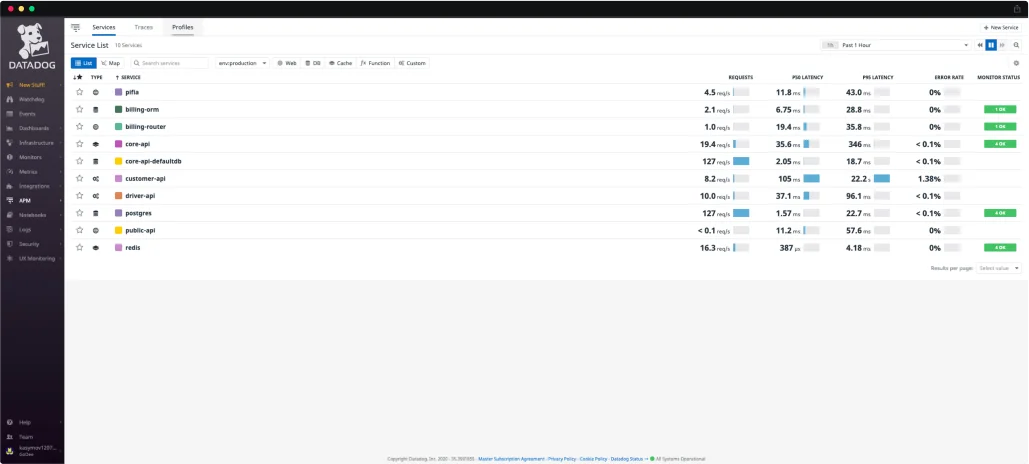 Services Traces Profiles + New Service
Service List 10 Services 1h Past 1 Hour
List Map Search services env:production Web DB Cache Function Custom
TYPE ↑ SERVICE REQUESTS P50 LATENCY P95 LATENCY ERROR RATE MONITOR STATUS
pifia 4.5 req/s 11.8 ms 43.0 ms 0%
billing-orm 2.1 req/s 6.75 ms 28.8 ms 0% 1 OK
billing-router 1.0 req/s 19.4 ms 35.8 ms 0% 1 OK
core-api 19.4 req/s 35.6 ms 346 ms < 0.1% 4 OK
core-api-defaultdb 127 req/s 2.05 ms 18.7 ms < 0.1%
customer-api 8.2 req/s 105 ms 22.2 s 1.38%
driver-api 10.0 req/s 37.1 ms 96.1 ms < 0.1%
postgres 127 req/s 1.57 ms 22.7 ms < 0.1% 4 OK
public-api < 0.1 req/s 11.2 ms 57.6 ms 0%
redis 16.3 req/s 387 µs 4.18 ms 0% 4 OK
Results per page: Select value
DATADOG
New Stuff!
Watchdog
Events
Dashboards
Infrastructure
Monitors
Metrics
Integrations
APM
Notebooks
Logs
Security
UX Monitoring
Help
Team
Copyright Datadog, Inc. 2020 - Master Subscription Agreement - Privacy Policy - Cookie Policy - Datadog Status → All Systems Operational